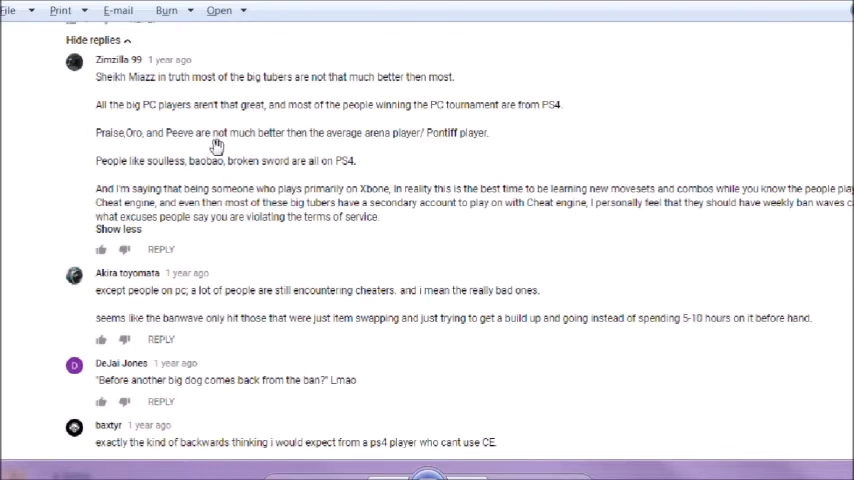 File Print E-mail Burn Open
Hide replies
Zimzilla 99 1 year ago
Sheikh Miazz in truth most of the big tubers are not that much better then most.
All the big PC players aren't that great, and most of the people winning the PC tournament are from PS4.
Praise,Oro, and Peeve are not much better then the average arena player/ Pontiff player.
People like soulless, baobao, broken sword are all on PS4.
And I'm saying that being someone who plays primarily on Xbone, In reality this is the best time to be learning new movesets and combos while you know the people play
Cheat engine, and even then most of these big tubers have a secondary account to play on with Cheat engine, I personally feel that they should have weekly ban waves
what excuses people say you are violating the terms of service.
Show less
REPLY
Akira toyomata 1 year ago
except people on pc; a lot of people are still encountering cheaters. and i mean the really bad ones.
seems like the banwave only hit those that were just item swapping and just trying to get a build up and going instead of spending 5-10 hours on it before hand.
REPLY
D DeJai Jones 1 year ago
"Before another big dog comes back from the ban?" Lmao
REPLY
baxtyr 1 year ago
exactly the kind of backwards thinking i would expect from a ps4 player who cant use CE.